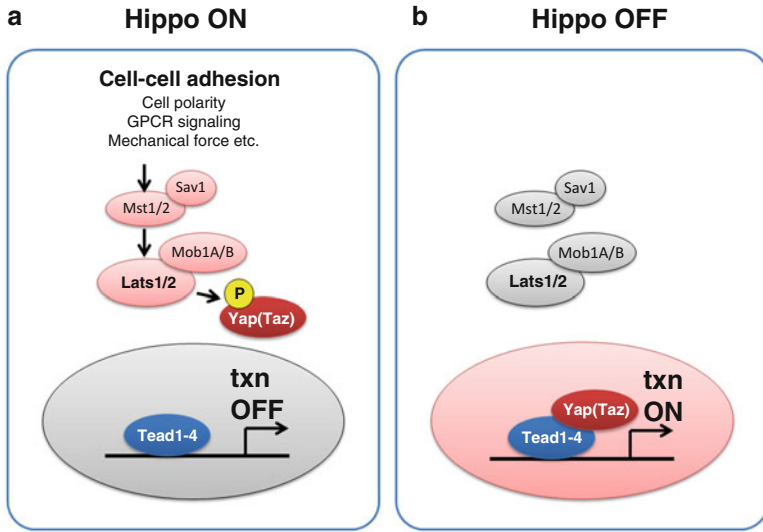 a
Hippo ON
Cell-cell adhesion
Cell polarity
GPCR signaling
Mechanical force etc.
Sav1
Mst1/2
Mob1A/B
Lats1/2
P
Yap(Taz)
txn
OFF
Tead1-4
b
Hippo OFF
Sav1
Mst1/2
Mob1A/B
Lats1/2
txn
ON
Yap(Taz)
Tead1-4